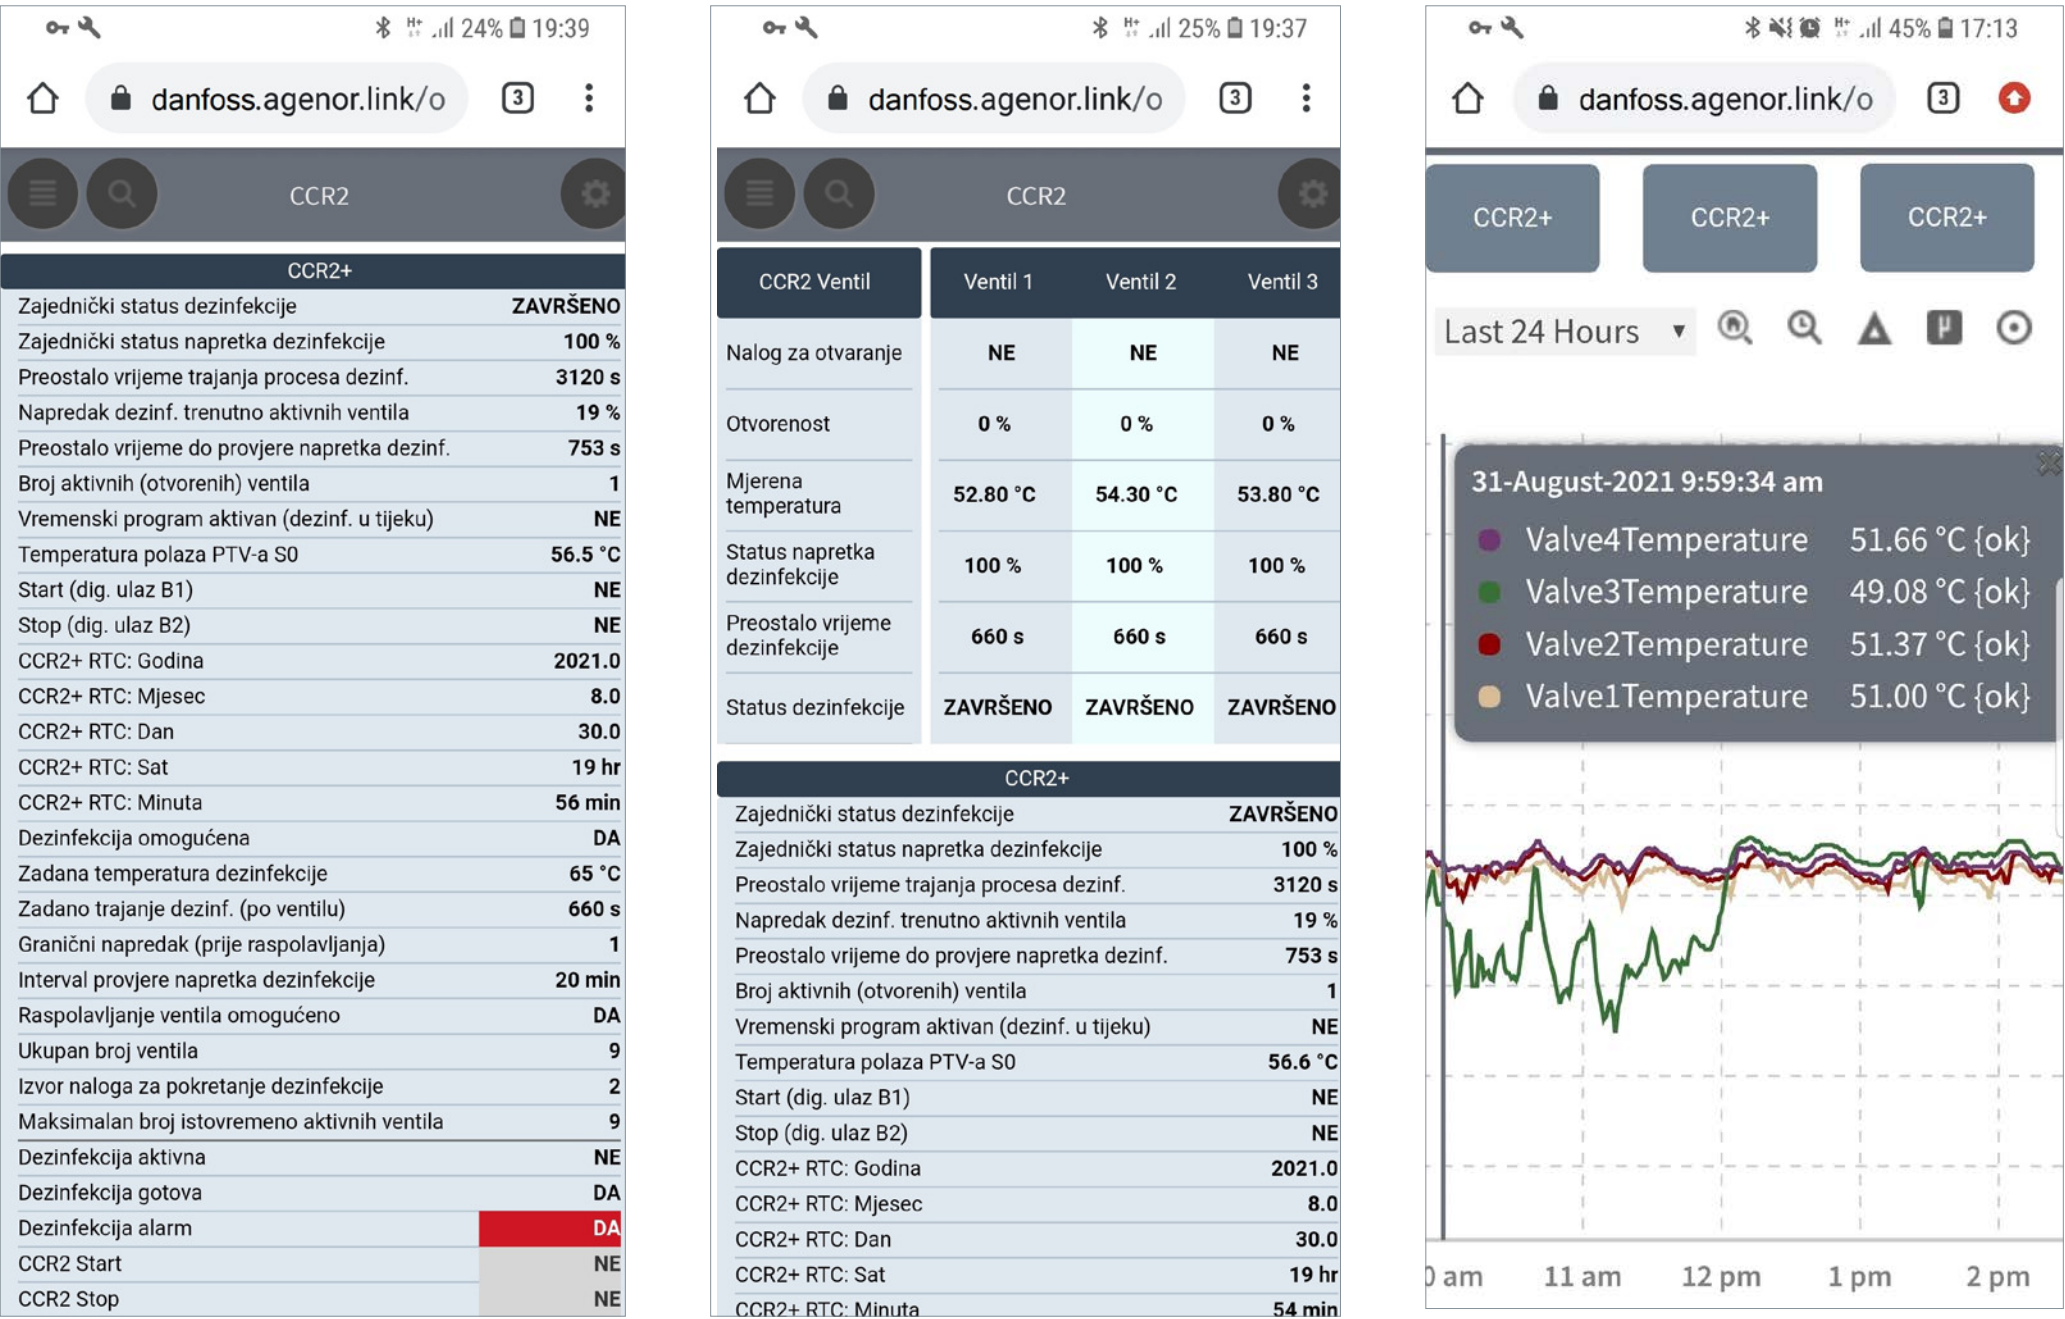 24% 19:39
danfoss.agenor.link/o
3
CCR2
CCR2+
Zajednički status dezinfekcije ZAVRŠENO
Zajednički status napretka dezinfekcije 100 %
Preostalo vrijeme trajanja procesa dezinf. 3120 s
Napredak dezinf. trenutno aktivnih ventila 19 %
Preostalo vrijeme do provjere napretka dezinf. 753 s
Broj aktivnih (otvorenih) ventila 1
Vremenski program aktivan (dezinf. u tijeku) NE
Temperatura polaza PTV-a S0 56.5 °C
Start (dig. ulaz B1) NE
Stop (dig. ulaz B2) NE
CCR2+ RTC: Godina 2021.0
CCR2+ RTC: Mjesec 8.0
CCR2+ RTC: Dan 30.0
CCR2+ RTC: Sat 19 hr
CCR2+ RTC: Minuta 56 min
Dezinfekcija omogućena DA
Zadana temperatura dezinfekcije 65 °C
Zadano trajanje dezinf. (po ventilu) 660 s
Granični napredak (prije raspolavljanja) 1
Interval provjere napretka dezinfekcije 20 min
Raspolavljanje ventila omogućeno DA
Ukupan broj ventila 9
Izvor naloga za pokretanje dezinfekcije 2
Maksimalan broj istovremeno aktivnih ventila 9
Dezinfekcija aktivna NE
Dezinfekcija gotova DA
Dezinfekcija alarm DA
CCR2 Start NE
CCR2 Stop NE
H+ 25% 19:37
danfoss.agenor.link/o
3
CCR2
CCR2 Ventil Ventil 1 Ventil 2 Ventil 3
Nalog za otvaranje NE NE NE
Otvorenost 0 % 0 % 0 %
Mjerena
temperatura 52.80 °C 54.30 °C 53.80 °C
Status napretka
dezinfekcije 100 % 100 % 100 %
Preostalo vrijeme
dezinfekcije 660 s 660 s 660 s
Status dezinfekcije ZAVRŠENO ZAVRŠENO ZAVRŠENO
CCR2+
Zajednički status dezinfekcije ZAVRŠENO
Zajednički status napretka dezinfekcije 100 %
Preostalo vrijeme trajanja procesa dezinf. 3120 s
Napredak dezinf. trenutno aktivnih ventila 19 %
Preostalo vrijeme do provjere napretka dezinf. 753 s
Broj aktivnih (otvorenih) ventila 1
Vremenski program aktivan (dezinf. u tijeku) NE
Temperatura polaza PTV-a S0 56.6 °C
Start (dig. ulaz B1) NE
Stop (dig. ulaz B2) NE
CCR2+ RTC: Godina 2021.0
CCR2+ RTC: Mjesec 8.0
CCR2+ RTC: Dan 30.0
CCR2+ RTC: Sat 19 hr
CCR2+ RTC: Minuta 54 min
H+ 45% 17:13
danfoss.agenor.link/o
3
CCR2+ CCR2+ CCR2+
Last 24 Hours
31-August-2021 9:59:34 am
Valve4Temperature 51.66 °C {ok}
Valve3Temperature 49.08 °C {ok}
Valve2Temperature 51.37 °C {ok}
Valve1Temperature 51.00 °C {ok}
0 am 11 am 12 pm 1 pm 2 pm